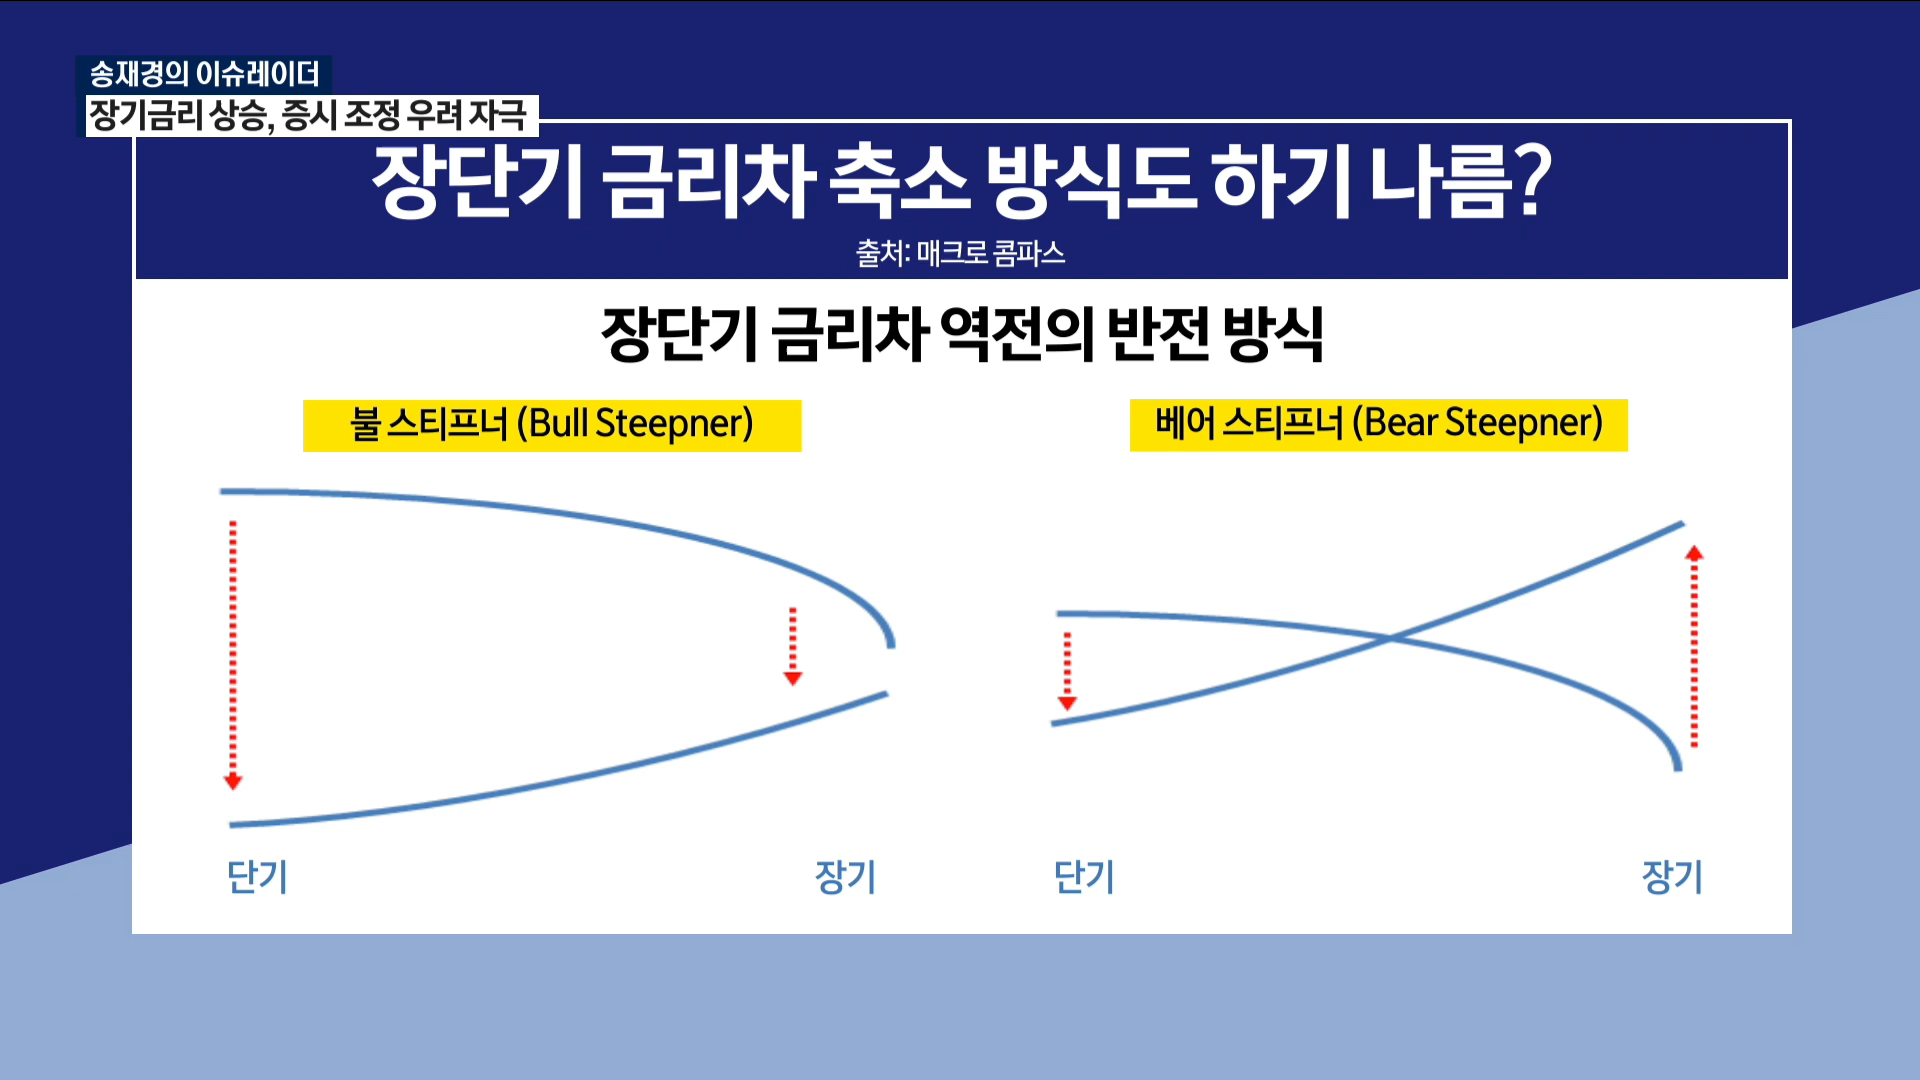 송재경의 이슈레이더
장기금리 상승, 증시 조정 우려 자극
장단기 금리차 축소 방식도 하기 나름?
출처: 매크로 콤파스
장단기 금리차 역전의 반전 방식
불 스티프너 (Bull Steepner)
베어 스티프너 (Bear Steepner)
단기
장기
단기
장기